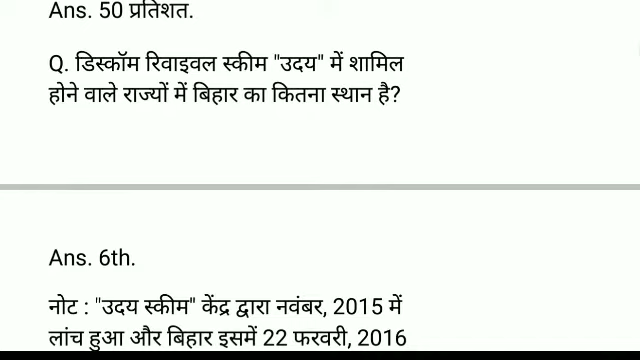 Ans. 50 प्रतिशत.
Q. डिस्कॉम रिवाइवल स्कीम "उदय" में शामिल
होने वाले राज्यों में बिहार का कितना स्थान है?
Ans. 6th.
नोट : "उदय स्कीम" केंद्र द्वारा नवंबर, 2015 में
लांच हुआ और बिहार इसमें 22 फरवरी, 2016